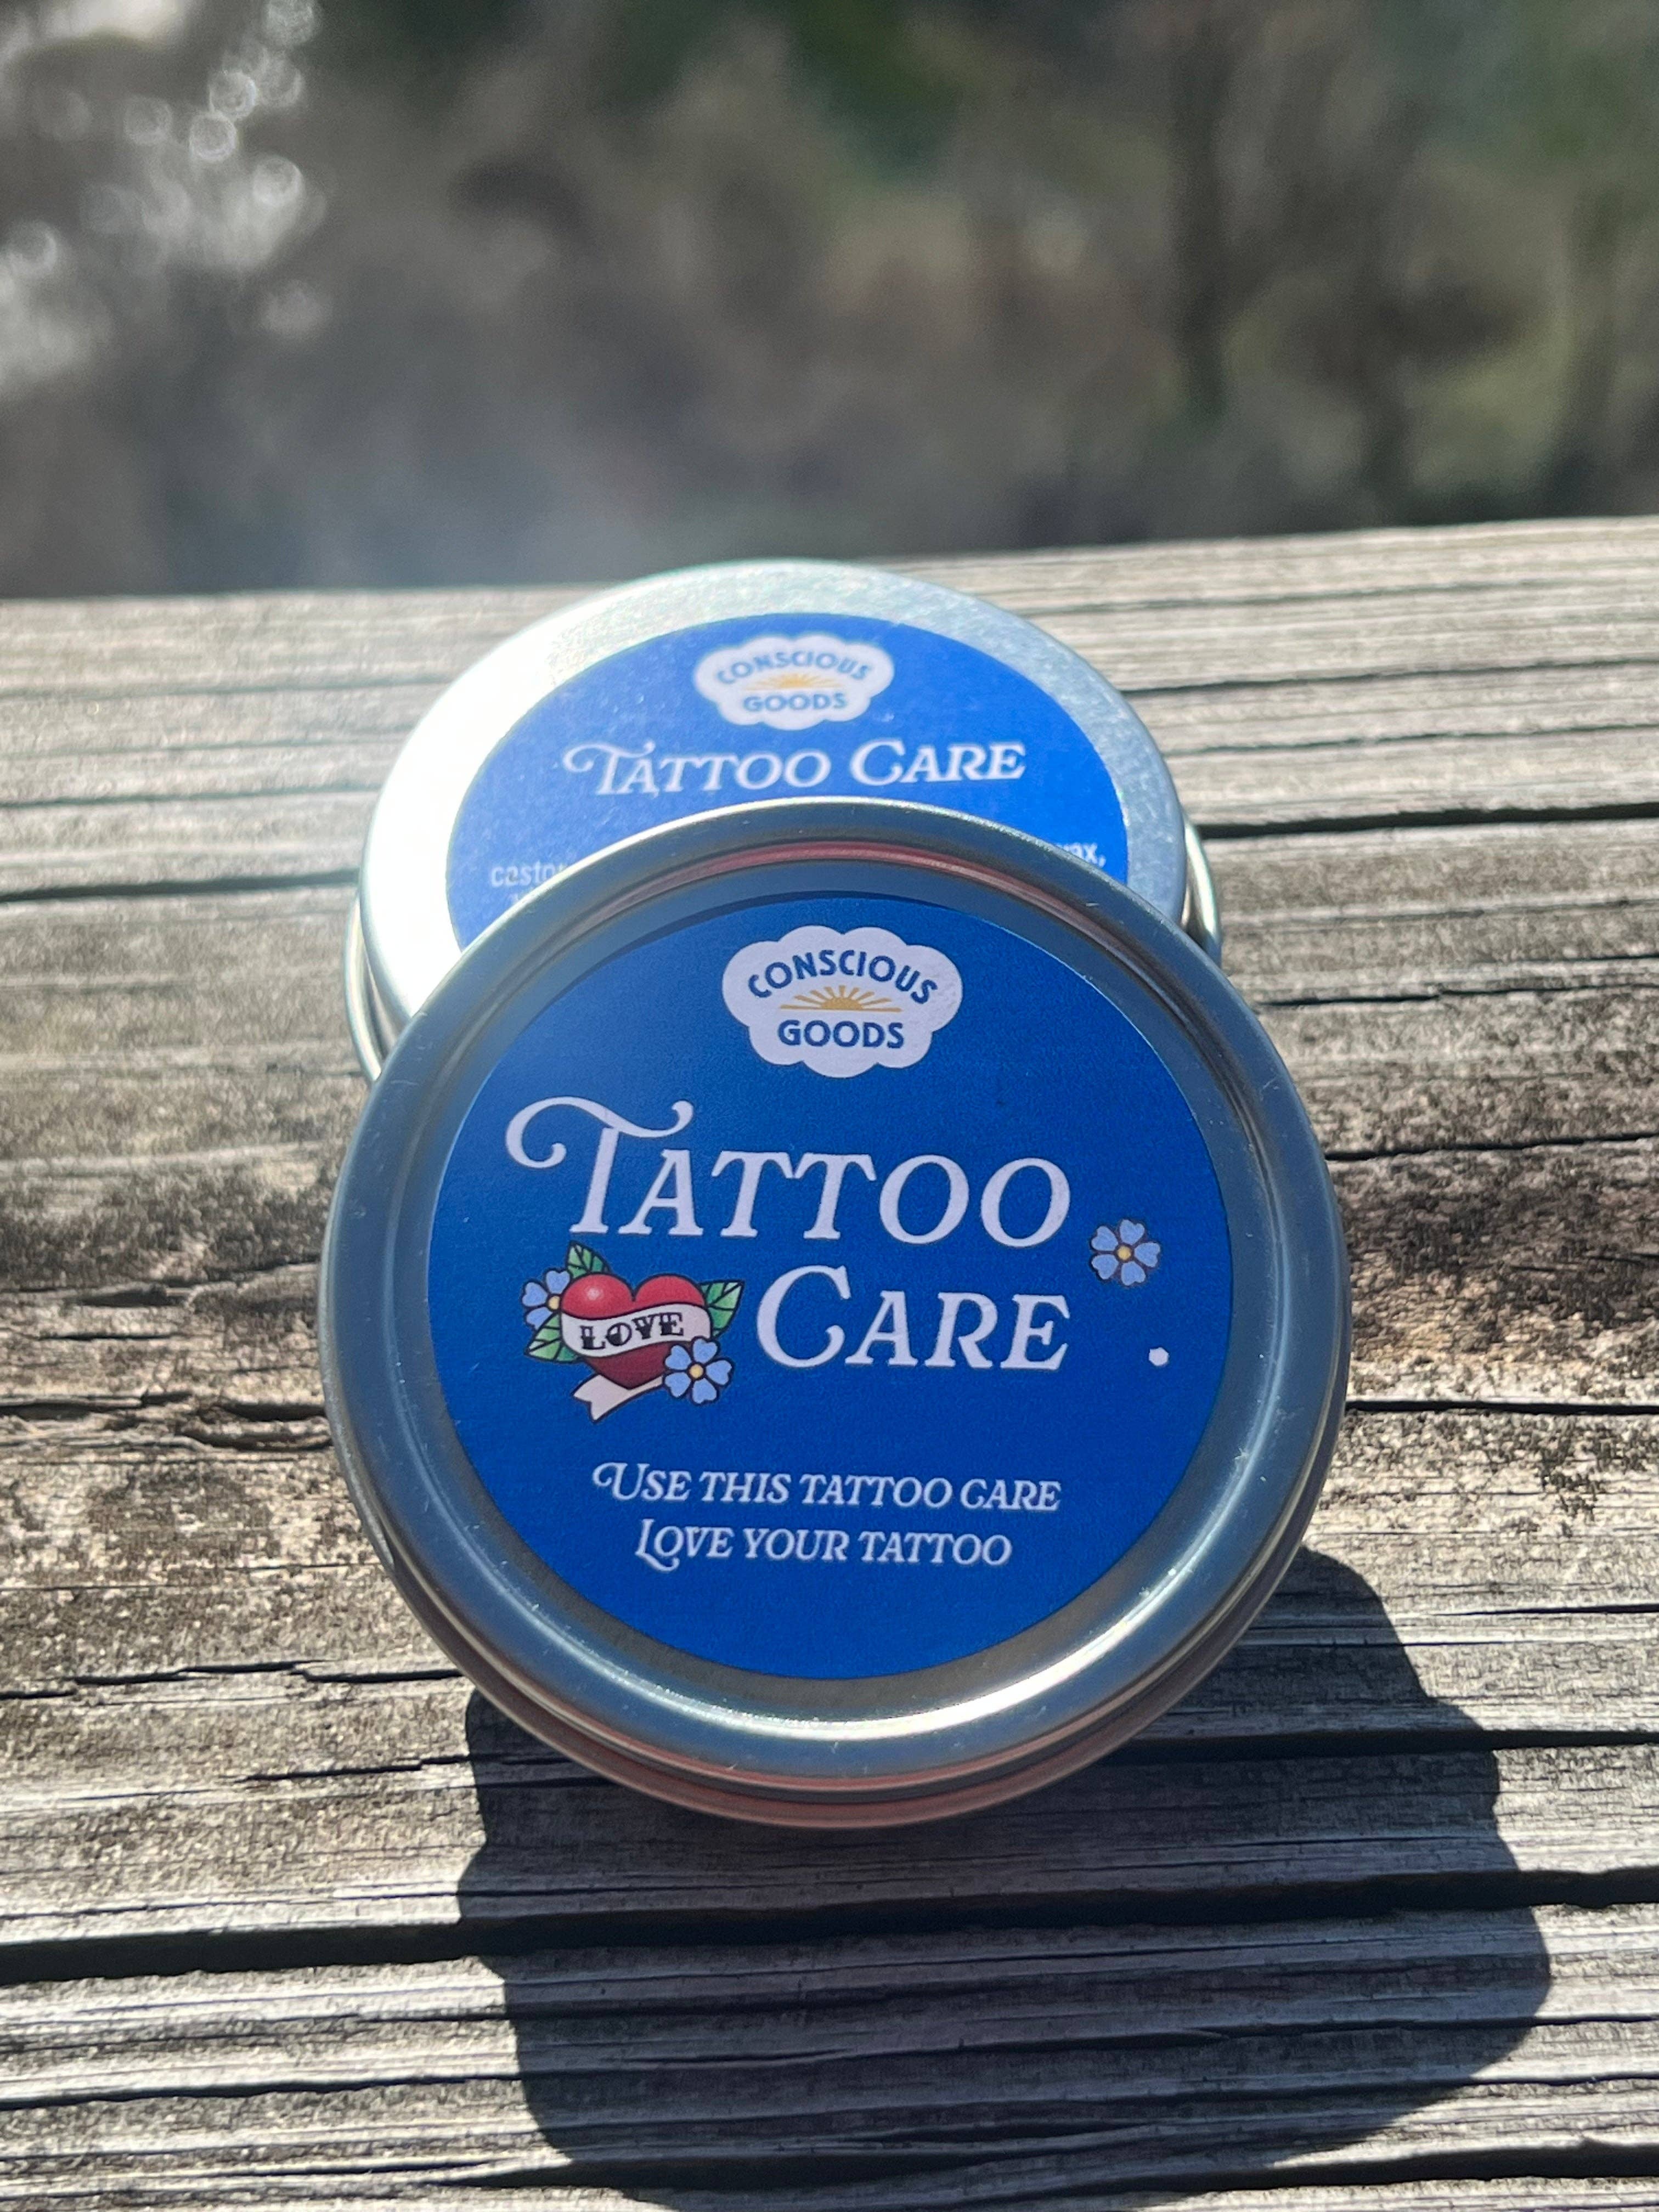 CONSCIOUS
GOODS
TATTOO CARE
CONSCIOUS
GOODS
TATTOO
CARE
LOVE
USE THIS TATTOO CARE
LOVE YOUR TATTOO